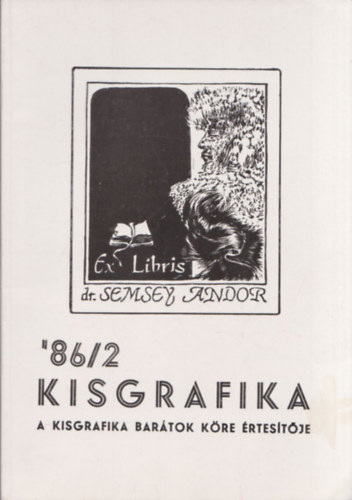 Ex Libris
dr. SEMSEY ANDOR
'86/2
KISGRAFIKA
A KISGRAFIKA BARÁTOK KÖRE ÉRTESÍTŐJE